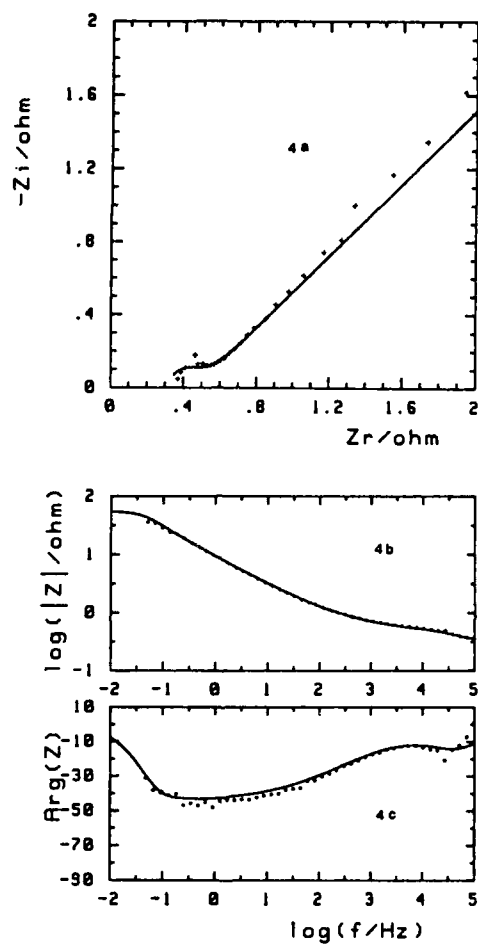 2
1.6
-Zi/ohm
4a
1.2
.8
.4
0
0 .4 .8 1.2 1.6 2
Zr/ohm
2
log(|Z|/ohm)
4b
1
0
-1
-2 -1 0 1 2 3 4 5
10
Arg(Z)
-10
-30
-50
4c
-70
-90
-2 -1 0 1 2 3 4 5
log(f/Hz)